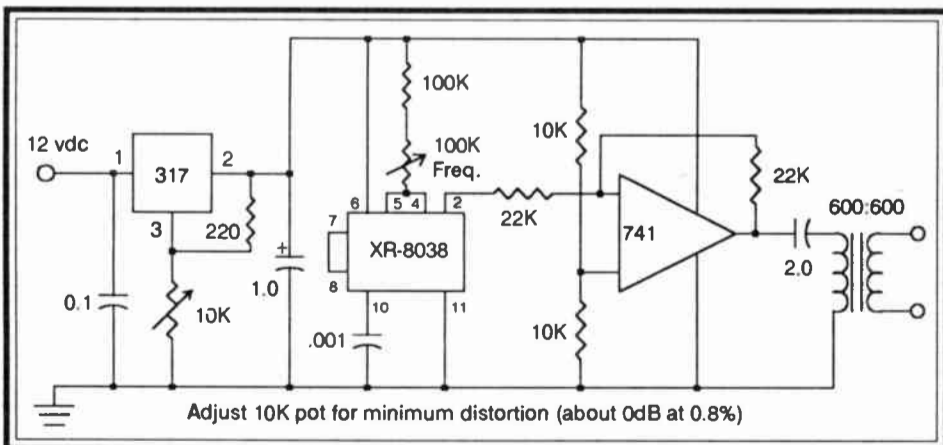 12 vdc
1
317
2
3
220
0.1
10K
+
1.0
100K
100K
Freq.
6
5 4
2
7
XR-8038
8
10
11
.001
22K
10K
10K
741
22K
2.0
600:600
Adjust 10K pot for minimum distortion (about 0dB at 0.8%)